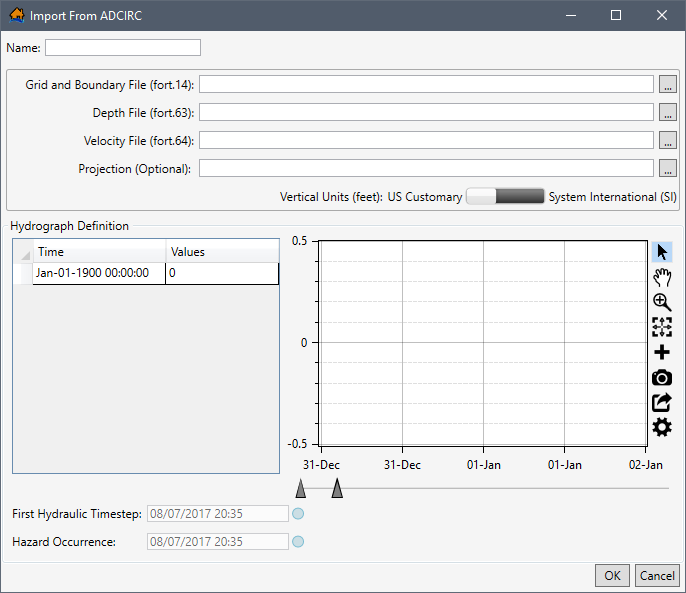 Import From ADCIRC
Name:
Grid and Boundary File (fort.14):
...
Depth File (fort.63):
...
Velocity File (fort.64):
...
Projection (Optional):
...
Vertical Units (feet): US Customary System International (SI)
Hydrograph Definition
Time Values
Jan-01-1900 00:00:00 0
0.5
0
-0.5
31-Dec 31-Dec 01-Jan 01-Jan 02-Jan
First Hydraulic Timestep: 08/07/2017 20:35
Hazard Occurrence: 08/07/2017 20:35
OK Cancel